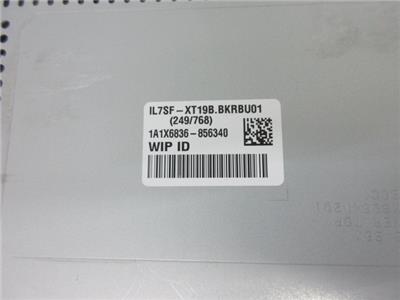 IL7SF-XT19B.BKRBU01
(249/768)
1A1X6836-856340
WIP ID